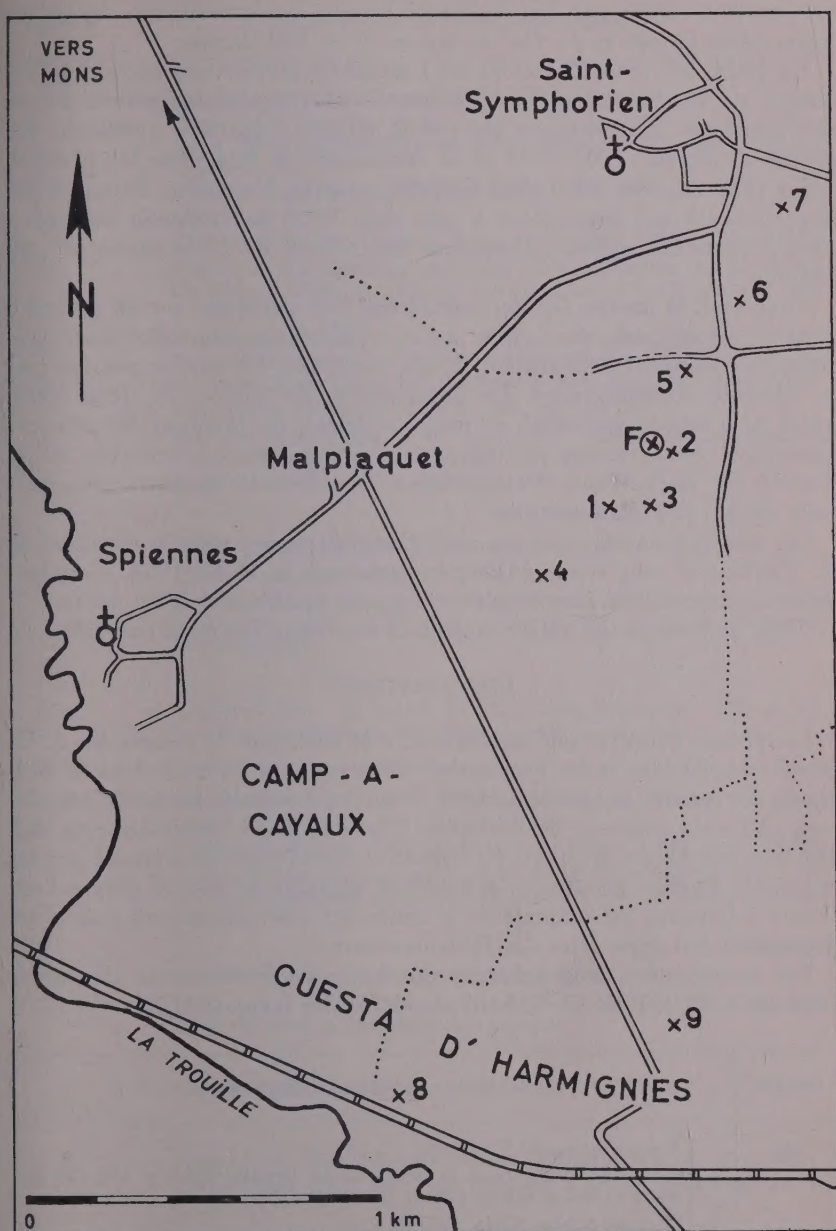 VERS
MONS
Saint-
Symphorien
N
7
6
5
F
2
Malplaquet
1
3
Spiennes
4
CAMP - A -
CAYAUX
CUESTA
D' HARMIGNIES
9
8
LA TROUILLE
0
1 km